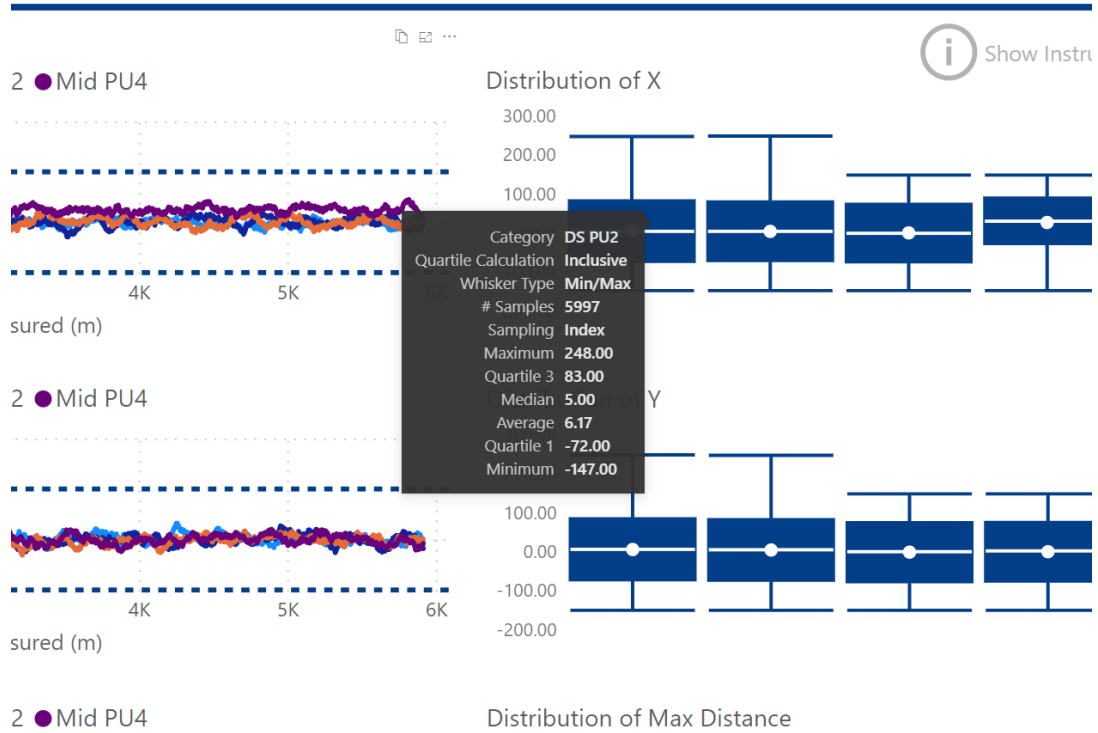 Show Instru
2 Mid PU4
Distribution of X
300.00
200.00
100.00
Category DS PU2
Quartile Calculation Inclusive
Whisker Type Min/Max
# Samples 5997
Sampling Index
Maximum 248.00
Quartile 3 83.00
Median 5.00
Average 6.17
Quartile 1 -72.00
Minimum -147.00
4K 5K 6K
sured (m)
2 Mid PU4
of Y
100.00
0.00
-100.00
-200.00
4K 5K 6K
sured (m)
2 Mid PU4
Distribution of Max Distance